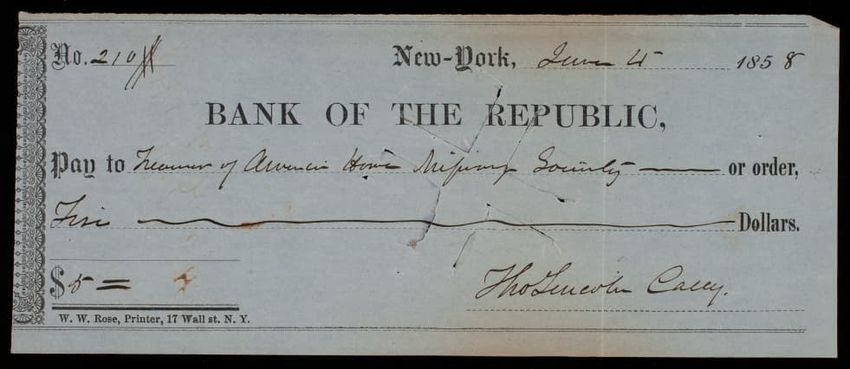 No. 210
New-York, June 4 1858
BANK OF THE REPUBLIC,
Pay to Treasurer of American Home Missionary Society or order,
Five Dollars.
$5=
Tho Lincoln Casey.
W. W. Rose, Printer, 17 Wall st. N. Y.